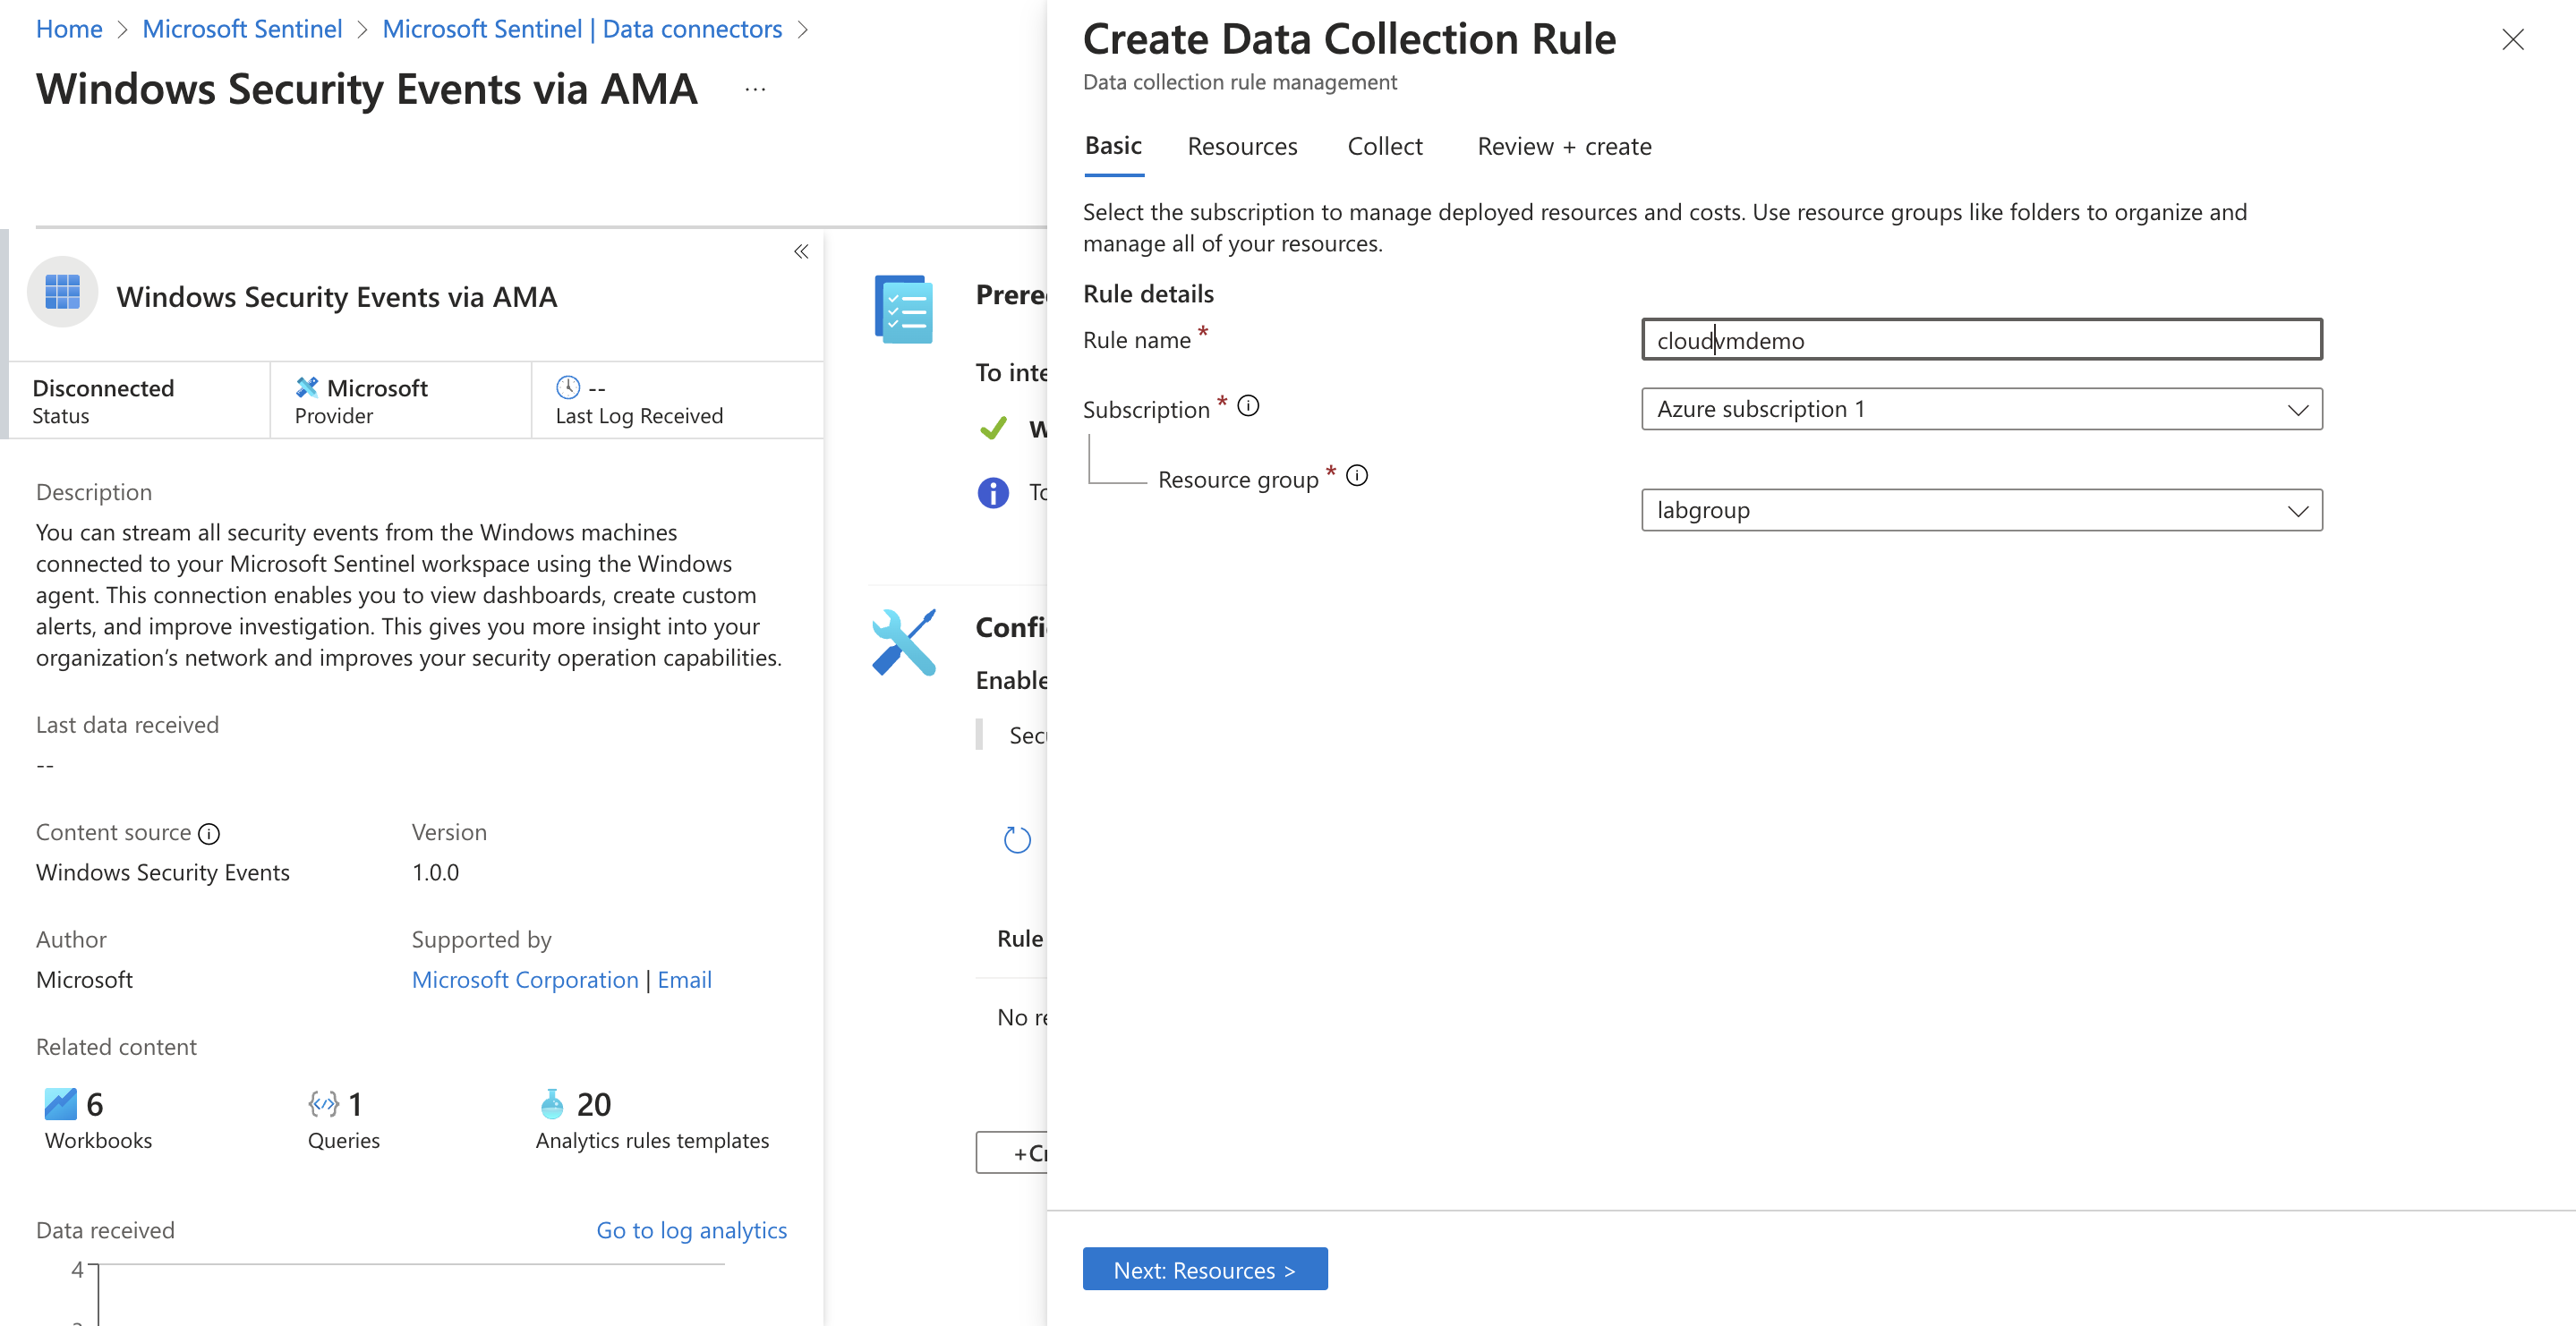 Home > Microsoft Sentinel > Microsoft Sentinel | Data connectors >
Windows Security Events via AMA ...
Windows Security Events via AMA
Disconnected
Status
Microsoft
Provider
--
Last Log Received
Description
You can stream all security events from the Windows machines
connected to your Microsoft Sentinel workspace using the Windows
agent. This connection enables you to view dashboards, create custom
alerts, and improve investigation. This gives you more insight into your
organization’s network and improves your security operation capabilities.
Last data received
--
Content source
Version
Windows Security Events
1.0.0
Author
Supported by
Microsoft
Microsoft Corporation | Email
Related content
6
Workbooks
1
Queries
20
Analytics rules templates
Data received
Go to log analytics
4
To inte
Confi
Enable
Secu
Rule
No re
+Cr
Create Data Collection Rule
Data collection rule management
Basic Resources Collect Review + create
Select the subscription to manage deployed resources and costs. Use resource groups like folders to organize and
manage all of your resources.
Rule details
Rule name *
cloudvmdemo
Subscription *
Azure subscription 1
Resource group *
labgroup
Next: Resources >